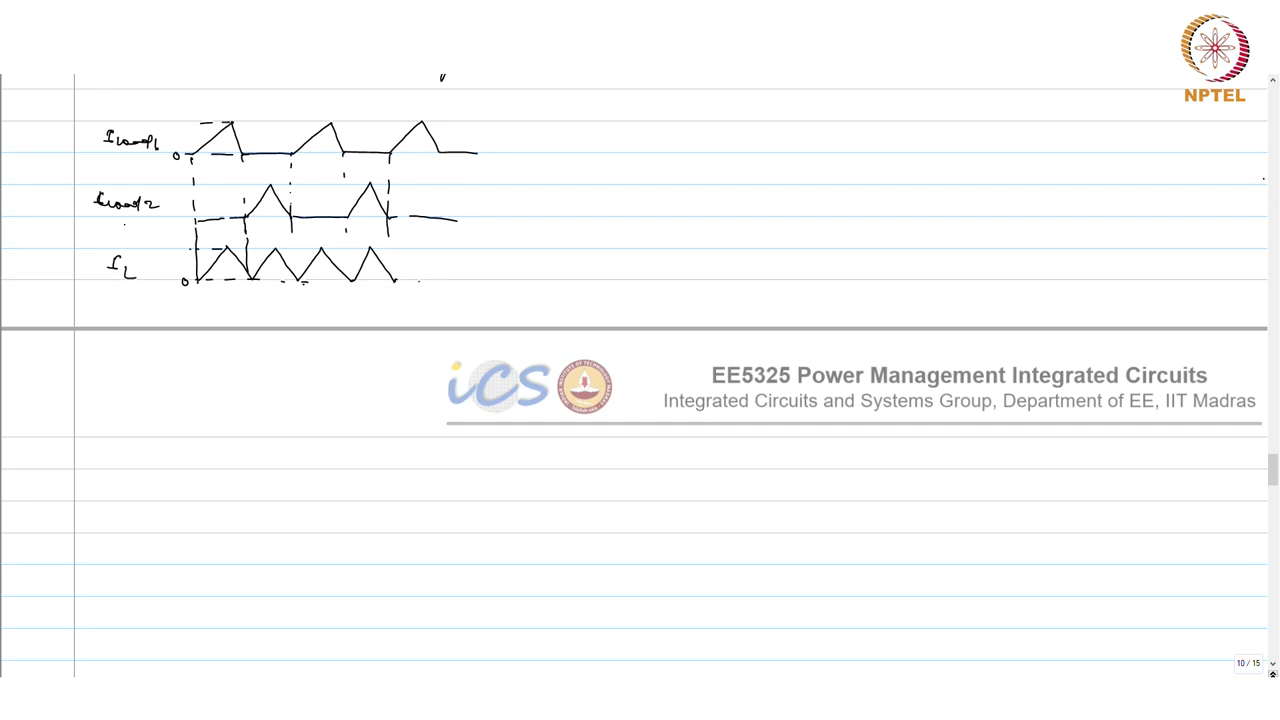 NPTEL
Iload1
0
Iload2
IL
0
iCS
EE5325 Power Management Integrated Circuits
Integrated Circuits and Systems Group, Department of EE, IIT Madras
10 / 15